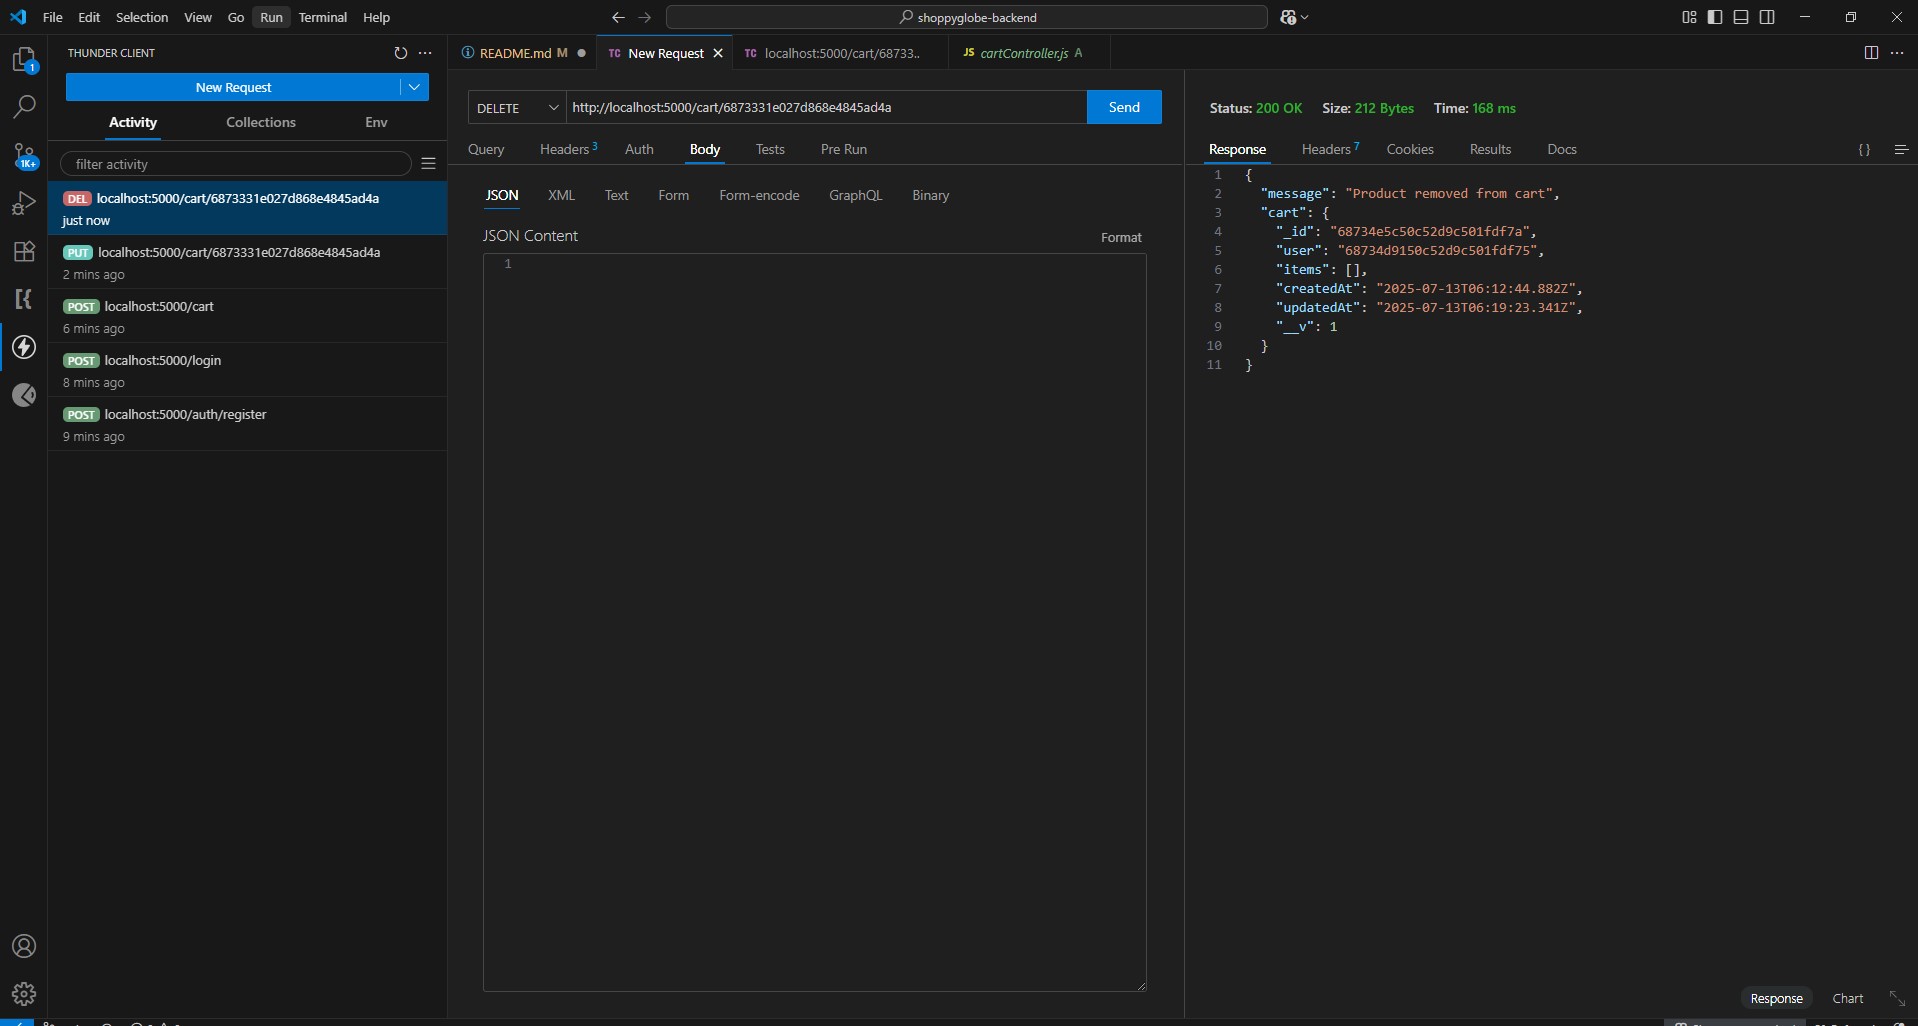 File Edit Selection View Go Run Terminal Help
shoppyglobe-backend
THUNDER CLIENT
New Request
Activity Collections Env
filter activity
DEL localhost:5000/cart/6873331e027d868e4845ad4a
just now
PUT localhost:5000/cart/6873331e027d868e4845ad4a
2 mins ago
POST localhost:5000/cart
6 mins ago
POST localhost:5000/login
8 mins ago
POST localhost:5000/auth/register
9 mins ago
1
1K+
README.md M
TC New Request
TC localhost:5000/cart/68733..
JS cartController.js A
DELETE http://localhost:5000/cart/6873331e027d868e4845ad4a Send
Query Headers 3 Auth Body Tests Pre Run
JSON XML Text Form Form-encode GraphQL Binary
JSON Content Format
1
Status: 200 OK Size: 212 Bytes Time: 168 ms
Response Headers 7 Cookies Results Docs { }
1 {
2 "message": "Product removed from cart",
3 "cart": {
4 "_id": "68734e5c50c52d9c501fdf7a",
5 "user": "68734d9150c52d9c501fdf75",
6 "items": [],
7 "createdAt": "2025-07-13T06:12:44.882Z",
8 "updatedAt": "2025-07-13T06:19:23.341Z",
9 "__v": 1
10 }
11 }
Response Chart